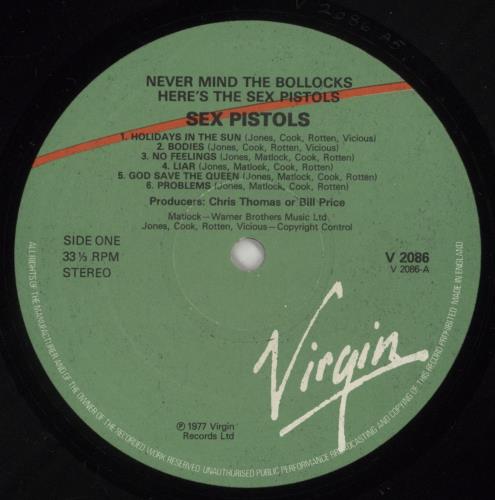 V 2086 A5
NEVER MIND THE BOLLOCKS
HERE'S THE SEX PISTOLS
SEX PISTOLS
1. HOLIDAYS IN THE SUN (Jones, Cook, Rotten, Vicious)
2. BODIES (Jones, Cook, Rotten, Vicious)
3. NO FEELINGS (Jones, Matlock, Cook, Rotten)
4. LIAR (Jones, Matlock, Cook, Rotten)
5. GOD SAVE THE QUEEN (Jones, Matlock, Cook, Rotten)
6. PROBLEMS (Jones, Matlock, Cook, Rotten)
Producers: Chris Thomas or Bill Price
Matlock—Warner Brothers Music Ltd.
Jones, Cook, Rotten, Vicious—Copyright Control
SIDE ONE
33⅓ RPM
STEREO
V 2086
V 2086-A
Virgin
℗ 1977 Virgin
Records Ltd
ALL RIGHTS OF THE MANUFACTURER AND OF THE OWNER OF THE RECORDED WORK RESERVED. UNAUTHORISED PUBLIC PERFORMANCE BROADCASTING AND COPYING OF THIS RECORD PROHIBITED. MADE IN ENGLAND